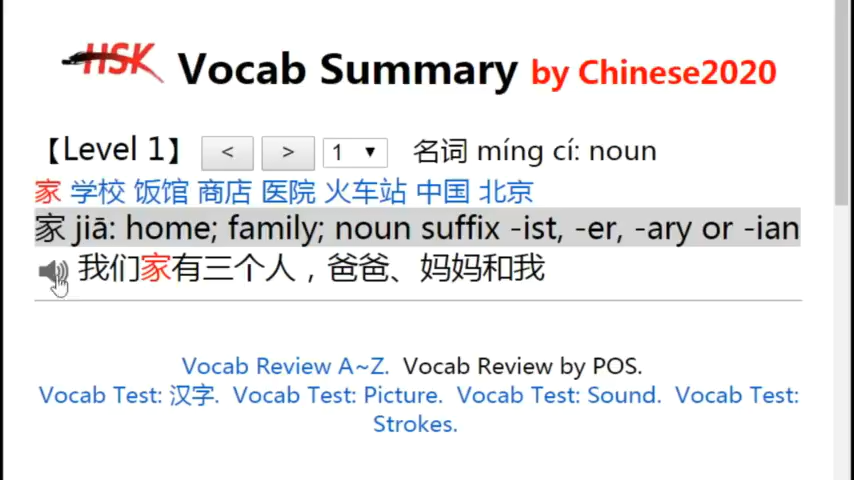 HSK Vocab Summary by Chinese2020
【Level 1】 < > 1 ▼ 名词 míng cí: noun
家 学校 饭馆 商店 医院 火车站 中国 北京
家 jiā: home; family; noun suffix -ist, -er, -ary or -ian
我们家有三个人，爸爸、妈妈和我
Vocab Review A~Z. Vocab Review by POS.
Vocab Test: 汉字. Vocab Test: Picture. Vocab Test: Sound. Vocab Test:
Strokes.